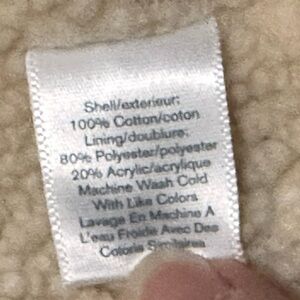 Shell/exterieur:
100% Cotton/coton
Lining/doublure:
80% Polyester/polyester
20% Acrylic/acrylique
Machine Wash Cold
With Like Colors
Lavage En Machine A
L'eau Froide Avec Des
Coloris Similaires